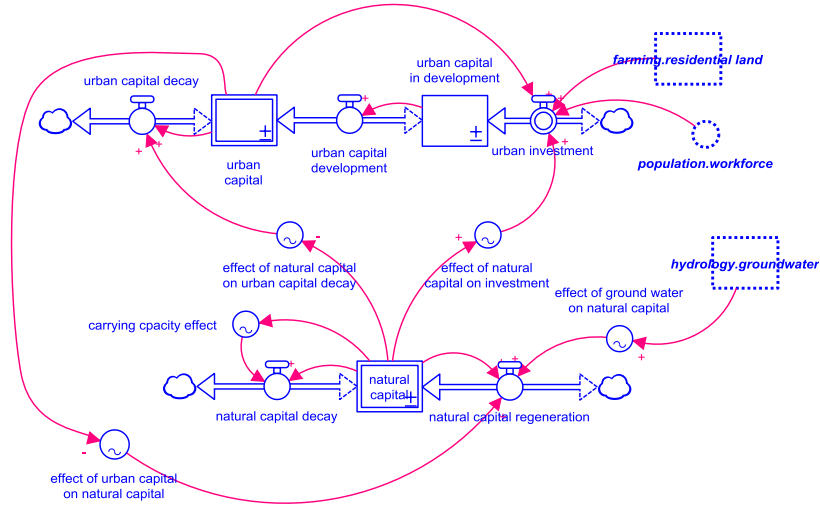 farming.residential land
urban capital
in development
urban capital decay
urban capital
development
urban investment
urban
capital
population.workforce
effect of natural capital
on urban capital decay
effect of natural
capital on investment
hydrology.groundwater
effect of ground water
on natural capital
carrying cpacity effect
natural
capital
natural capital decay
natural capital regeneration
effect of urban capital
on natural capital